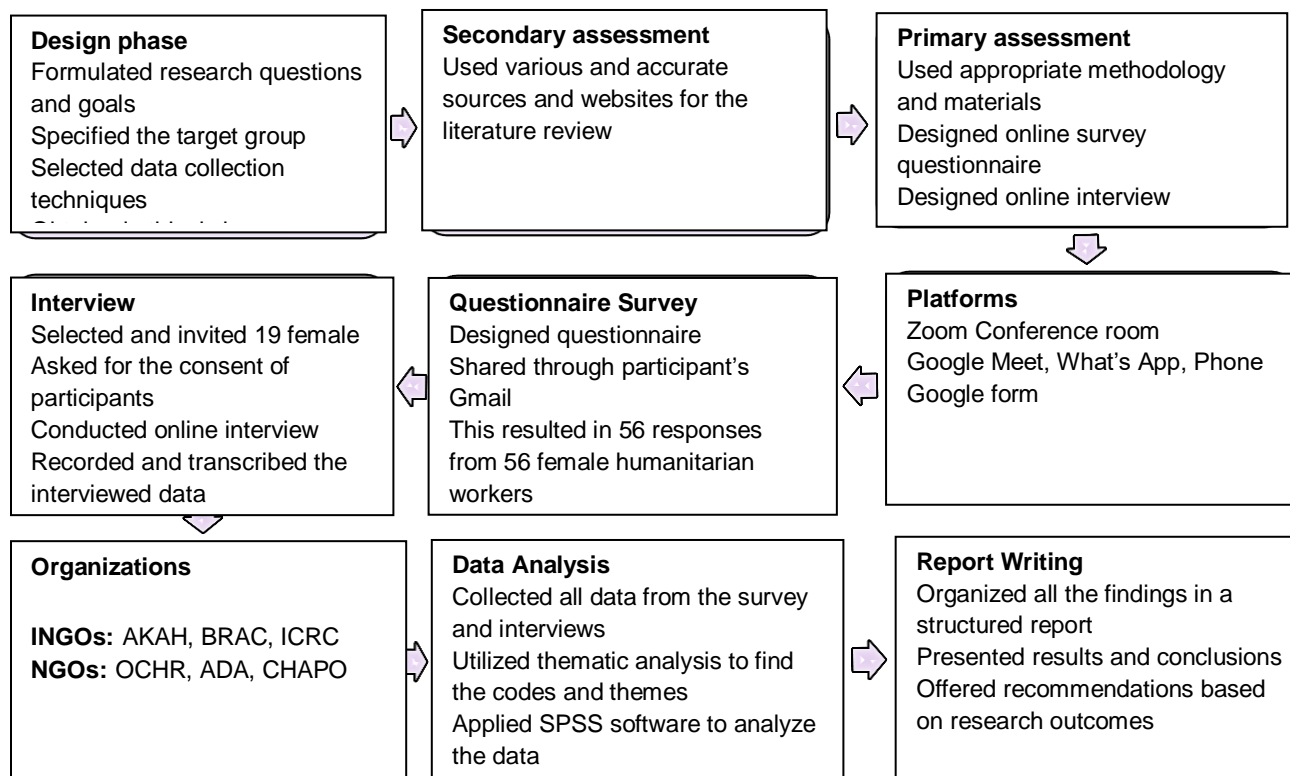 Design phase
Formulated research questions
and goals
Specified the target group
Selected data collection
techniques
Secondary assessment
Used various and accurate
sources and websites for the
literature review
Primary assessment
Used appropriate methodology
and materials
Designed online survey
questionnaire
Designed online interview
Platforms
Zoom Conference room
Google Meet, What's App, Phone
Google form
Questionnaire Survey
Designed questionnaire
Shared through participant's
Gmail
This resulted in 56 responses
from 56 female humanitarian
workers
Interview
Selected and invited 19 female
Asked for the consent of
participants
Conducted online interview
Recorded and transcribed the
interviewed data
Organizations
INGOs: AKAH, BRAC, ICRC
NGOs: OCHR, ADA, CHAPO
Data Analysis
Collected all data from the survey
and interviews
Utilized thematic analysis to find
the codes and themes
Applied SPSS software to analyze
the data
Report Writing
Organized all the findings in a
structured report
Presented results and conclusions
Offered recommendations based
on research outcomes